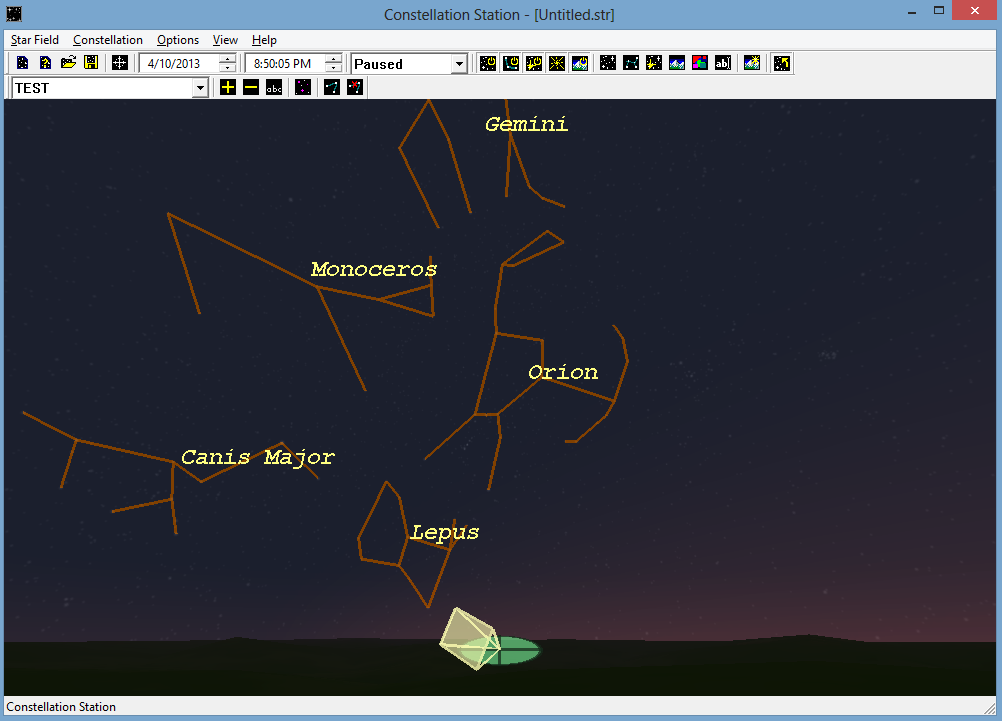 Constellation Station - [Untitled.str]
Star Field Constellation Options View Help
4/10/2013 8:50:05 PM Paused ab
TEST abc
Gemini
Monoceros
Orion
Canis Major
Lepus
Constellation Station